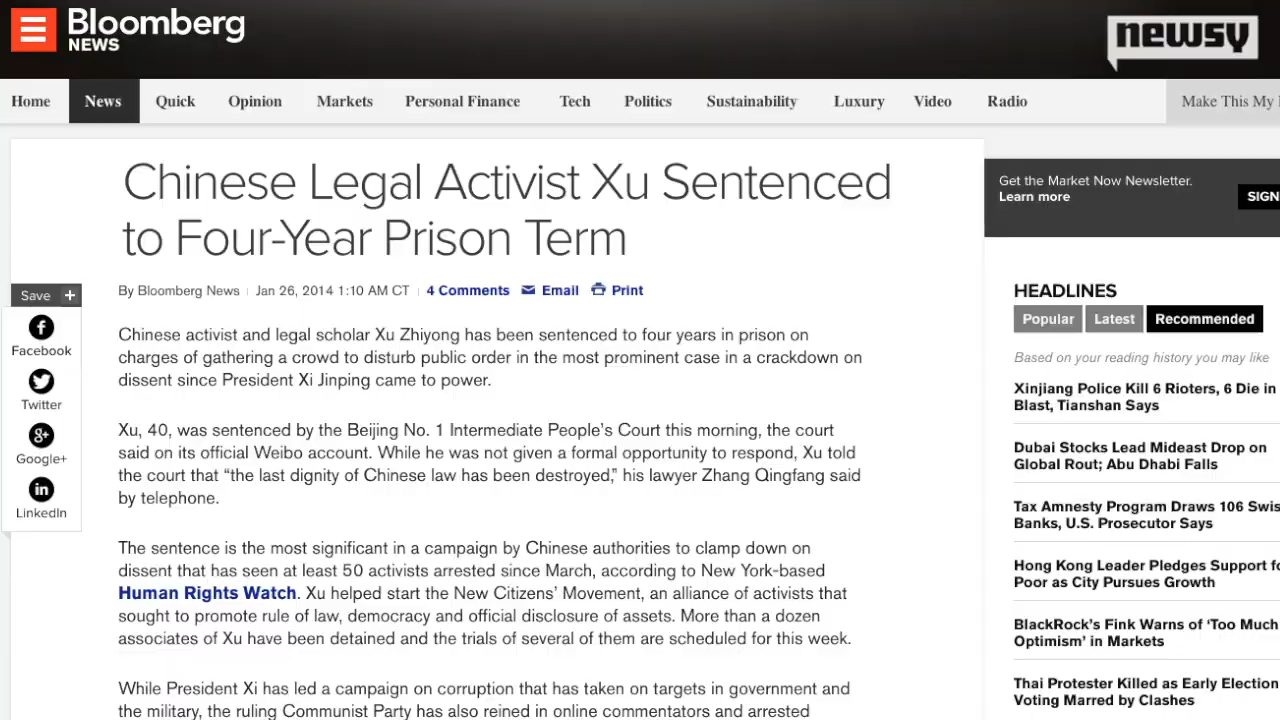 Bloomberg
NEWS
newsy
Home News Quick Opinion Markets Personal Finance Tech Politics Sustainability Luxury Video Radio Make This My
Chinese Legal Activist Xu Sentenced
to Four-Year Prison Term
Get the Market Now Newsletter.
Learn more
SIGN
By Bloomberg News Jan 26, 2014 1:10 AM CT 4 Comments Email Print
Save +
Facebook
Twitter
Google+
LinkedIn
Chinese activist and legal scholar Xu Zhiyong has been sentenced to four years in prison on
charges of gathering a crowd to disturb public order in the most prominent case in a crackdown on
dissent since President Xi Jinping came to power.
Xu, 40, was sentenced by the Beijing No. 1 Intermediate People's Court this morning, the court
said on its official Weibo account. While he was not given a formal opportunity to respond, Xu told
the court that “the last dignity of Chinese law has been destroyed,” his lawyer Zhang Qingfang said
by telephone.
The sentence is the most significant in a campaign by Chinese authorities to clamp down on
dissent that has seen at least 50 activists arrested since March, according to New York-based
Human Rights Watch. Xu helped start the New Citizens' Movement, an alliance of activists that
sought to promote rule of law, democracy and official disclosure of assets. More than a dozen
associates of Xu have been detained and the trials of several of them are scheduled for this week.
While President Xi has led a campaign on corruption that has taken on targets in government and
the military, the ruling Communist Party has also reined in online commentators and arrested
HEADLINES
Popular Latest Recommended
Based on your reading history you may like
Xinjiang Police Kill 6 Rioters, 6 Die in
Blast, Tianshan Says
Dubai Stocks Lead Mideast Drop on
Global Rout; Abu Dhabi Falls
Tax Amnesty Program Draws 106 Swis
Banks, U.S. Prosecutor Says
Hong Kong Leader Pledges Support fo
Poor as City Pursues Growth
BlackRock's Fink Warns of ‘Too Much
Optimism’ in Markets
Thai Protester Killed as Early Election
Voting Marred by Clashes